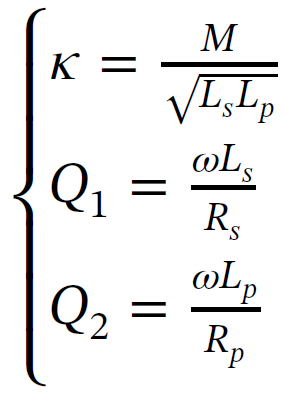 κ = M / √(L_s L_p)
Q_1 = ωL_s / R_s
Q_2 = ωL_p / R_p